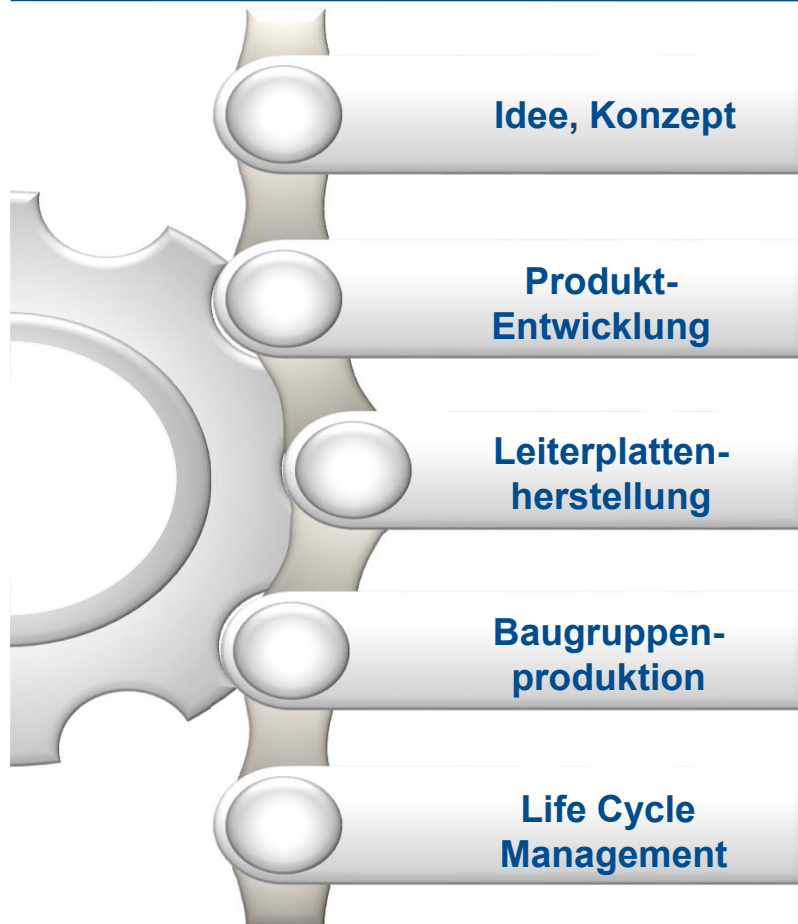 Idee, Konzept
Produkt-
Entwicklung
Leiterplatten-
herstellung
Baugruppen-
produktion
Life Cycle
Management